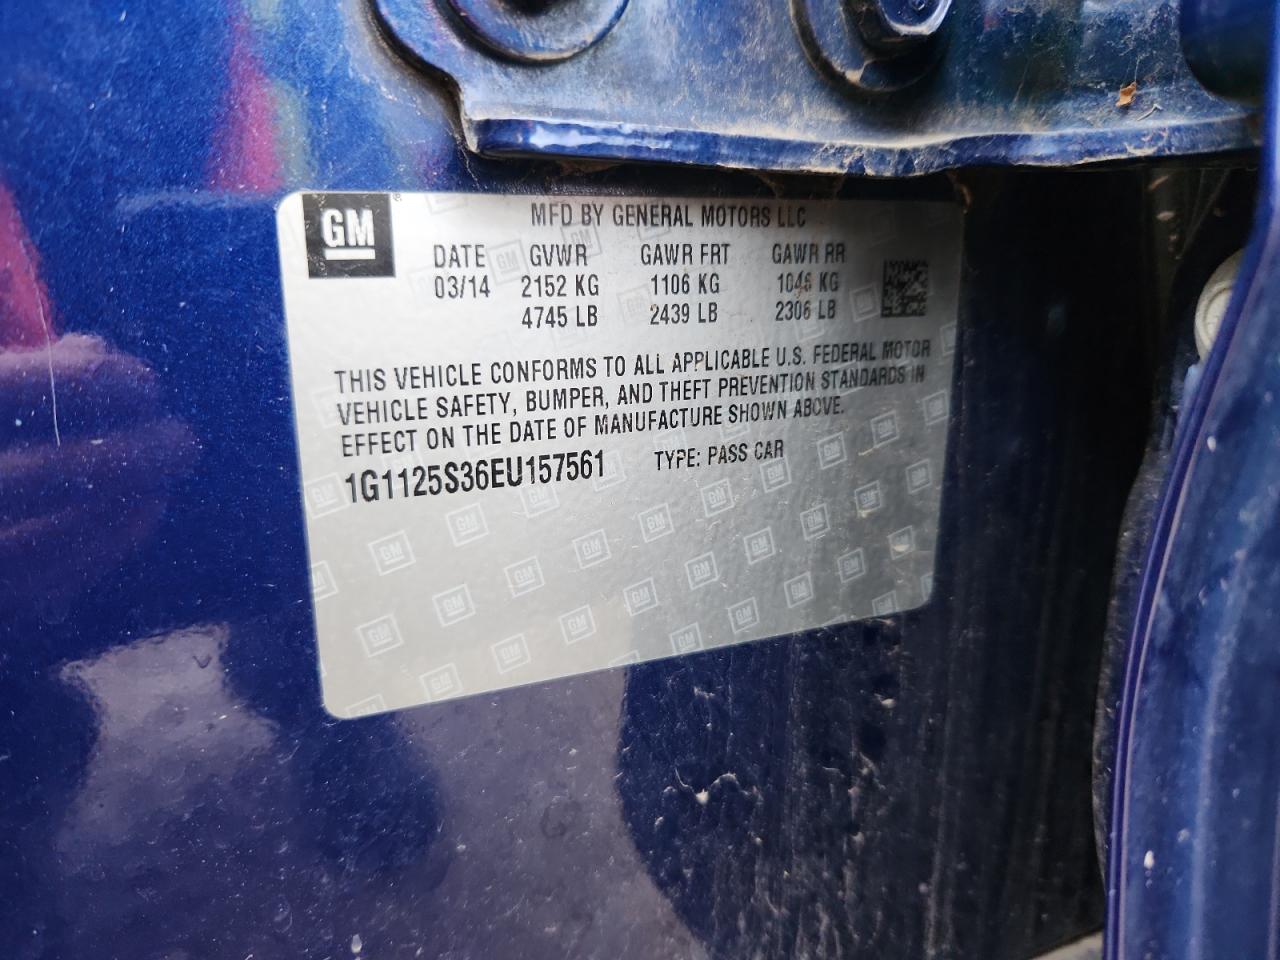 GM
MFD BY GENERAL MOTORS LLC
DATE GVWR GAWR FRT GAWR RR
03/14 2152 KG 1106 KG 1046 KG
4745 LB 2439 LB 2306 LB
THIS VEHICLE CONFORMS TO ALL APPLICABLE U.S. FEDERAL MOTOR
VEHICLE SAFETY, BUMPER, AND THEFT PREVENTION STANDARDS IN
EFFECT ON THE DATE OF MANUFACTURE SHOWN ABOVE.
1G1125S36EU157561 TYPE: PASS CAR